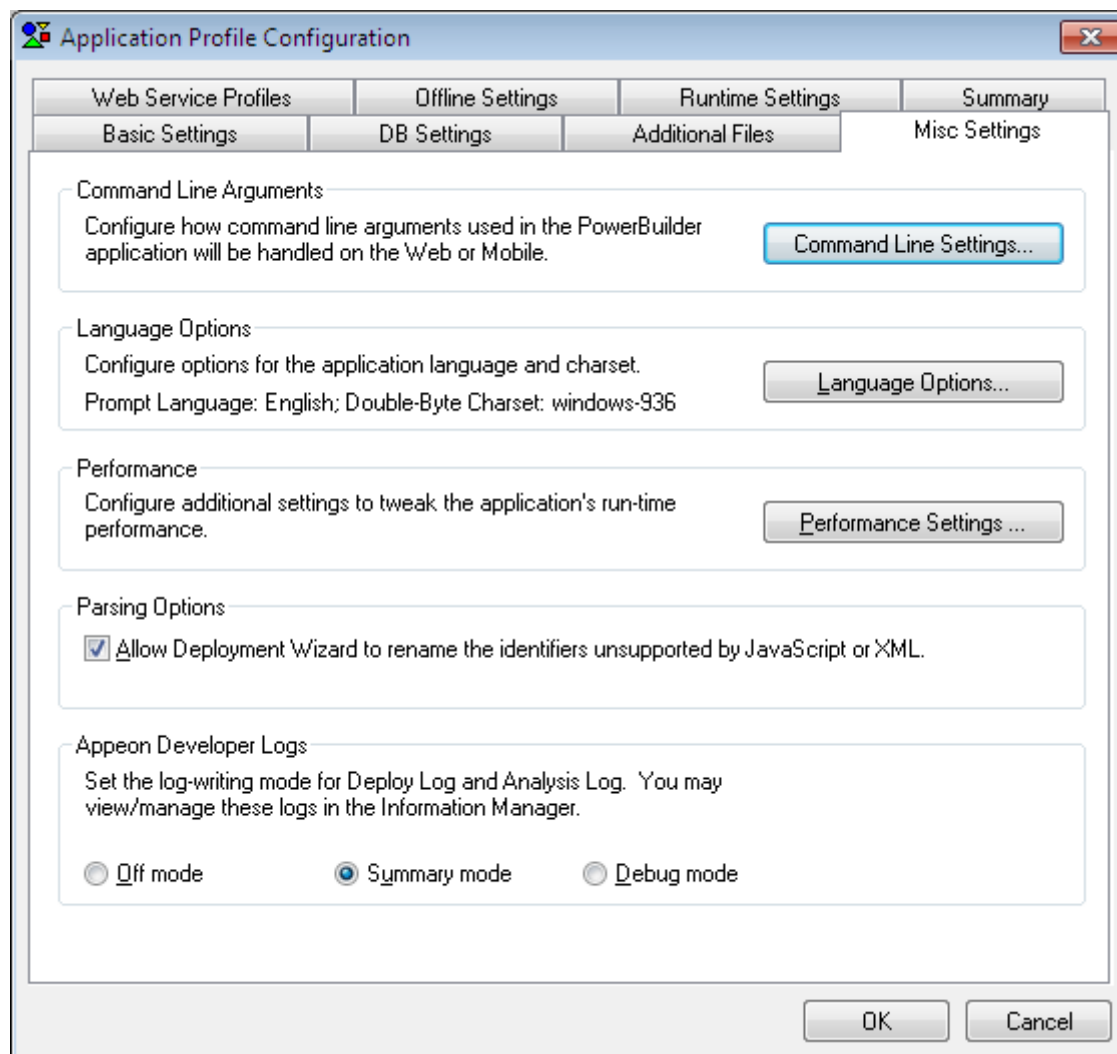 Application Profile Configuration
Web Service Profiles
Offline Settings
Runtime Settings
Summary
Basic Settings
DB Settings
Additional Files
Misc Settings
Command Line Arguments
Configure how command line arguments used in the PowerBuilder
application will be handled on the Web or Mobile.
Command Line Settings...
Language Options
Configure options for the application language and charset.
Prompt Language: English; Double-Byte Charset: windows-936
Language Options...
Performance
Configure additional settings to tweak the application's run-time
performance.
Performance Settings ...
Parsing Options
Allow Deployment Wizard to rename the identifiers unsupported by JavaScript or XML.
Appeon Developer Logs
Set the log-writing mode for Deploy Log and Analysis Log.  You may
view/manage these logs in the Information Manager.
Off mode
Summary mode
Debug mode
OK
Cancel